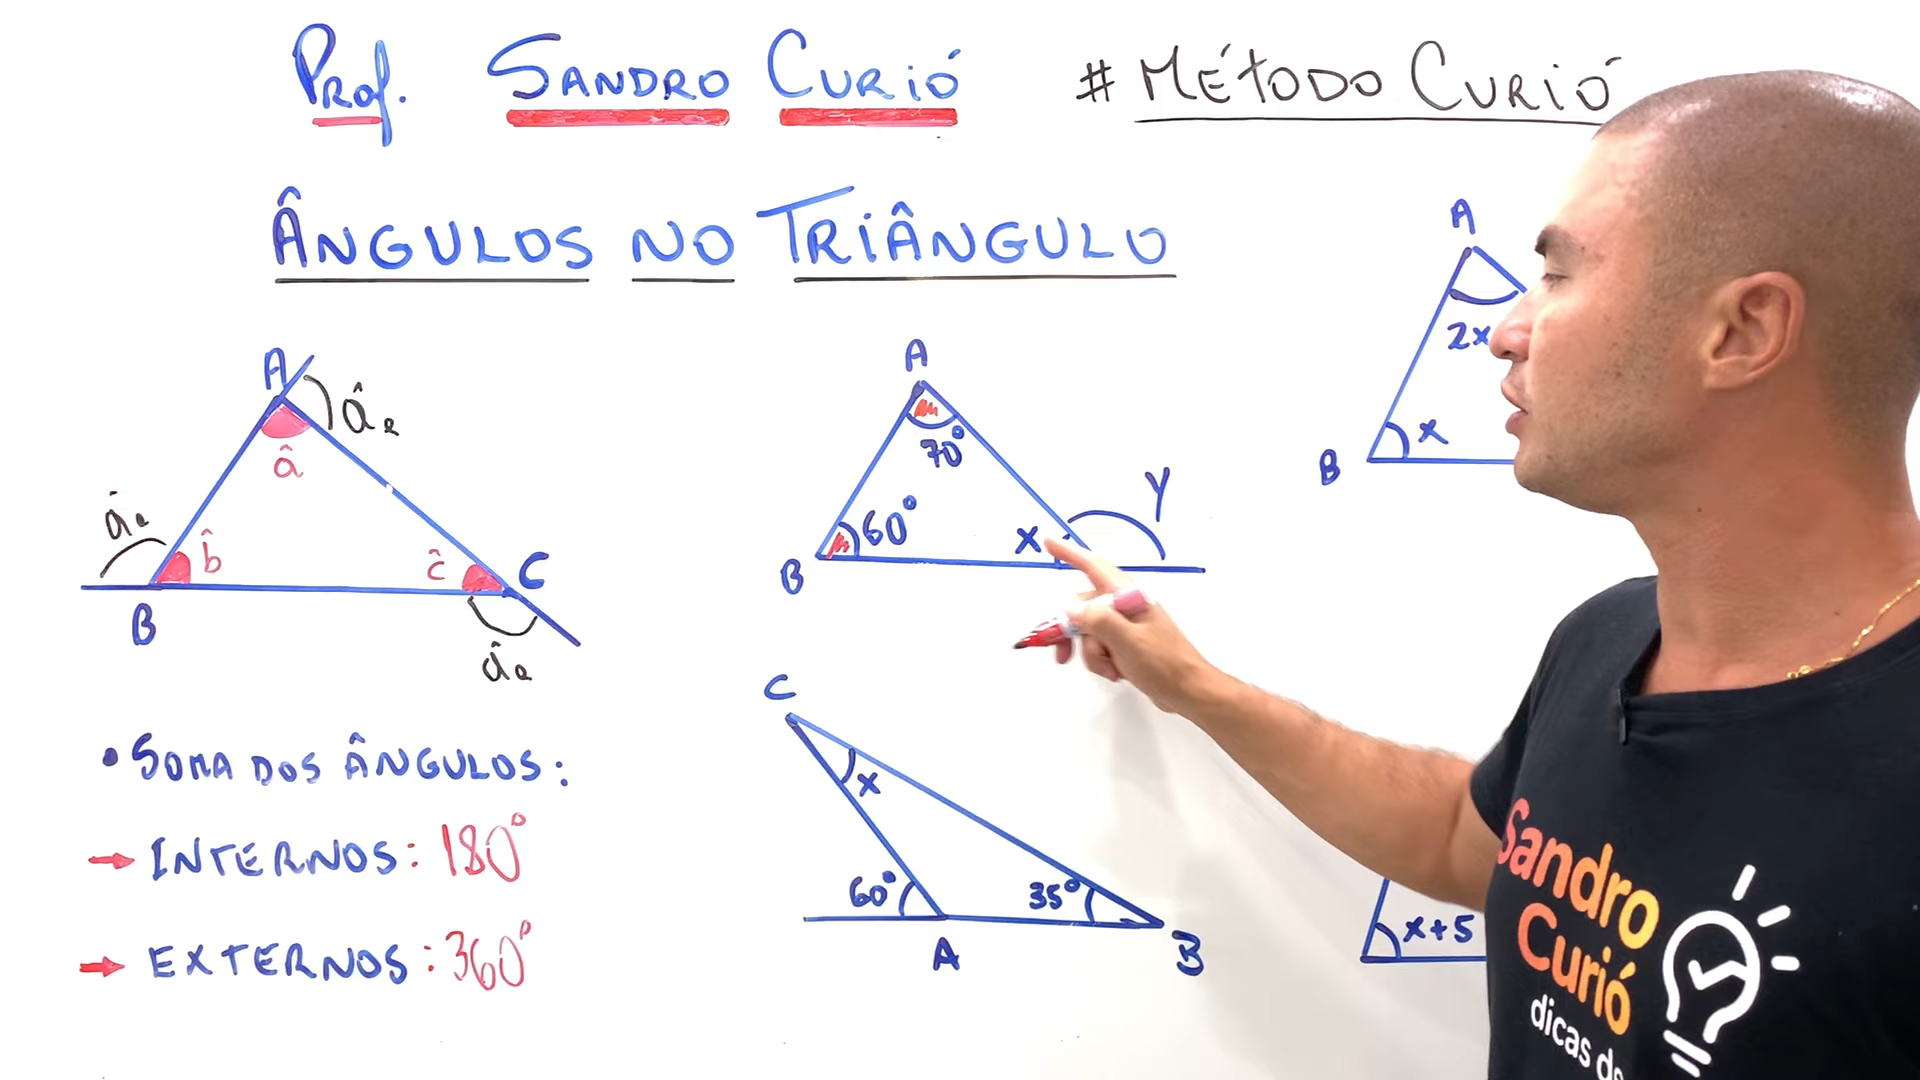 Prof. SANDRO CURIÓ # MÉTODO CURIÓ
ÂNGULOS NO TRIÂNGULO
A
âe
â
âe
b̂
ĉ
C
B
âe
• SOMA DOS ÂNGULOS:
→ INTERNOS: 180°
→ EXTERNOS: 360°
A
70°
60°
x
y
B
C
x
60°
35°
A
B
A
2x
x
B
x+5
Sandro
Curió
dicas de